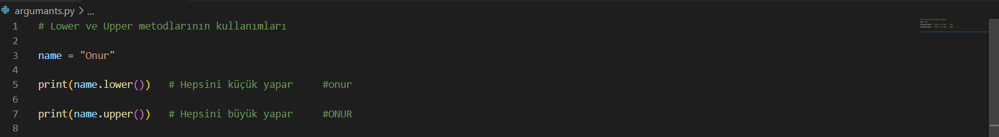 argumants.py > ...
1 # Lower ve Upper metodlarının kullanımları
2
3 name = "Onur"
4
5 print(name.lower())   # Hepsini küçük yapar     #onur
6
7 print(name.upper())   # Hepsini büyük yapar     #ONUR
8